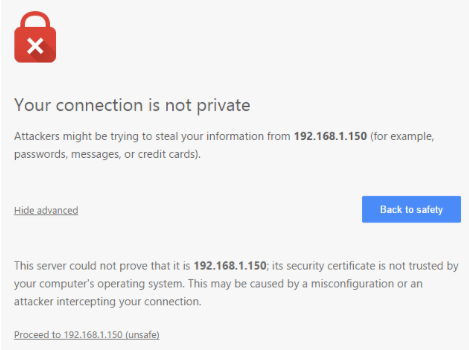 Your connection is not private
Attackers might be trying to steal your information from 192.168.1.150 (for example,
passwords, messages, or credit cards).
Hide advanced
Back to safety
This server could not prove that it is 192.168.1.150; its security certificate is not trusted by
your computer's operating system. This may be caused by a misconfiguration or an
attacker intercepting your connection.
Proceed to 192.168.1.150 (unsafe)